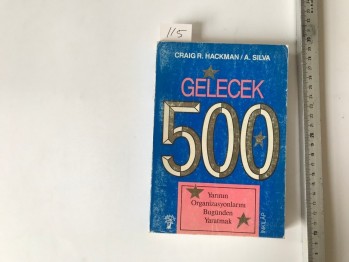 115
CRAIG R. HACKMAN/A. SILVA
GELECEK
500
Yarının
Organizasyonlarını
Bugünden
Yaratmak